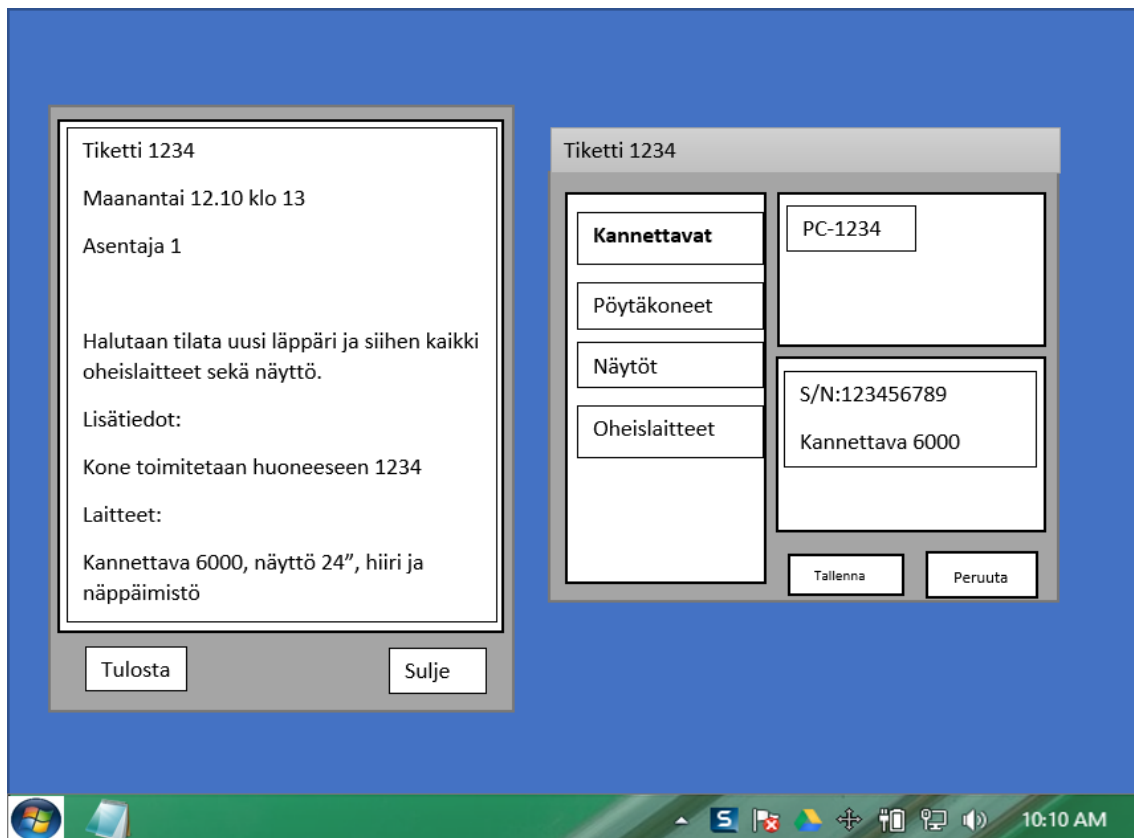 Tiketti 1234
Maanantai 12.10 klo 13
Asentaja 1
Halutaan tilata uusi läppäri ja siihen kaikki
oheislaitteet sekä näyttö.
Lisätiedot:
Kone toimitetaan huoneeseen 1234
Laitteet:
Kannettava 6000, näyttö 24”, hiiri ja
näppäimistö
Tulosta
Sulje
Tiketti 1234
Kannettavat
Pöytäkoneet
Näytöt
Oheislaitteet
PC-1234
S/N:123456789
Kannettava 6000
Tallenna
Peruuta
S
10:10 AM